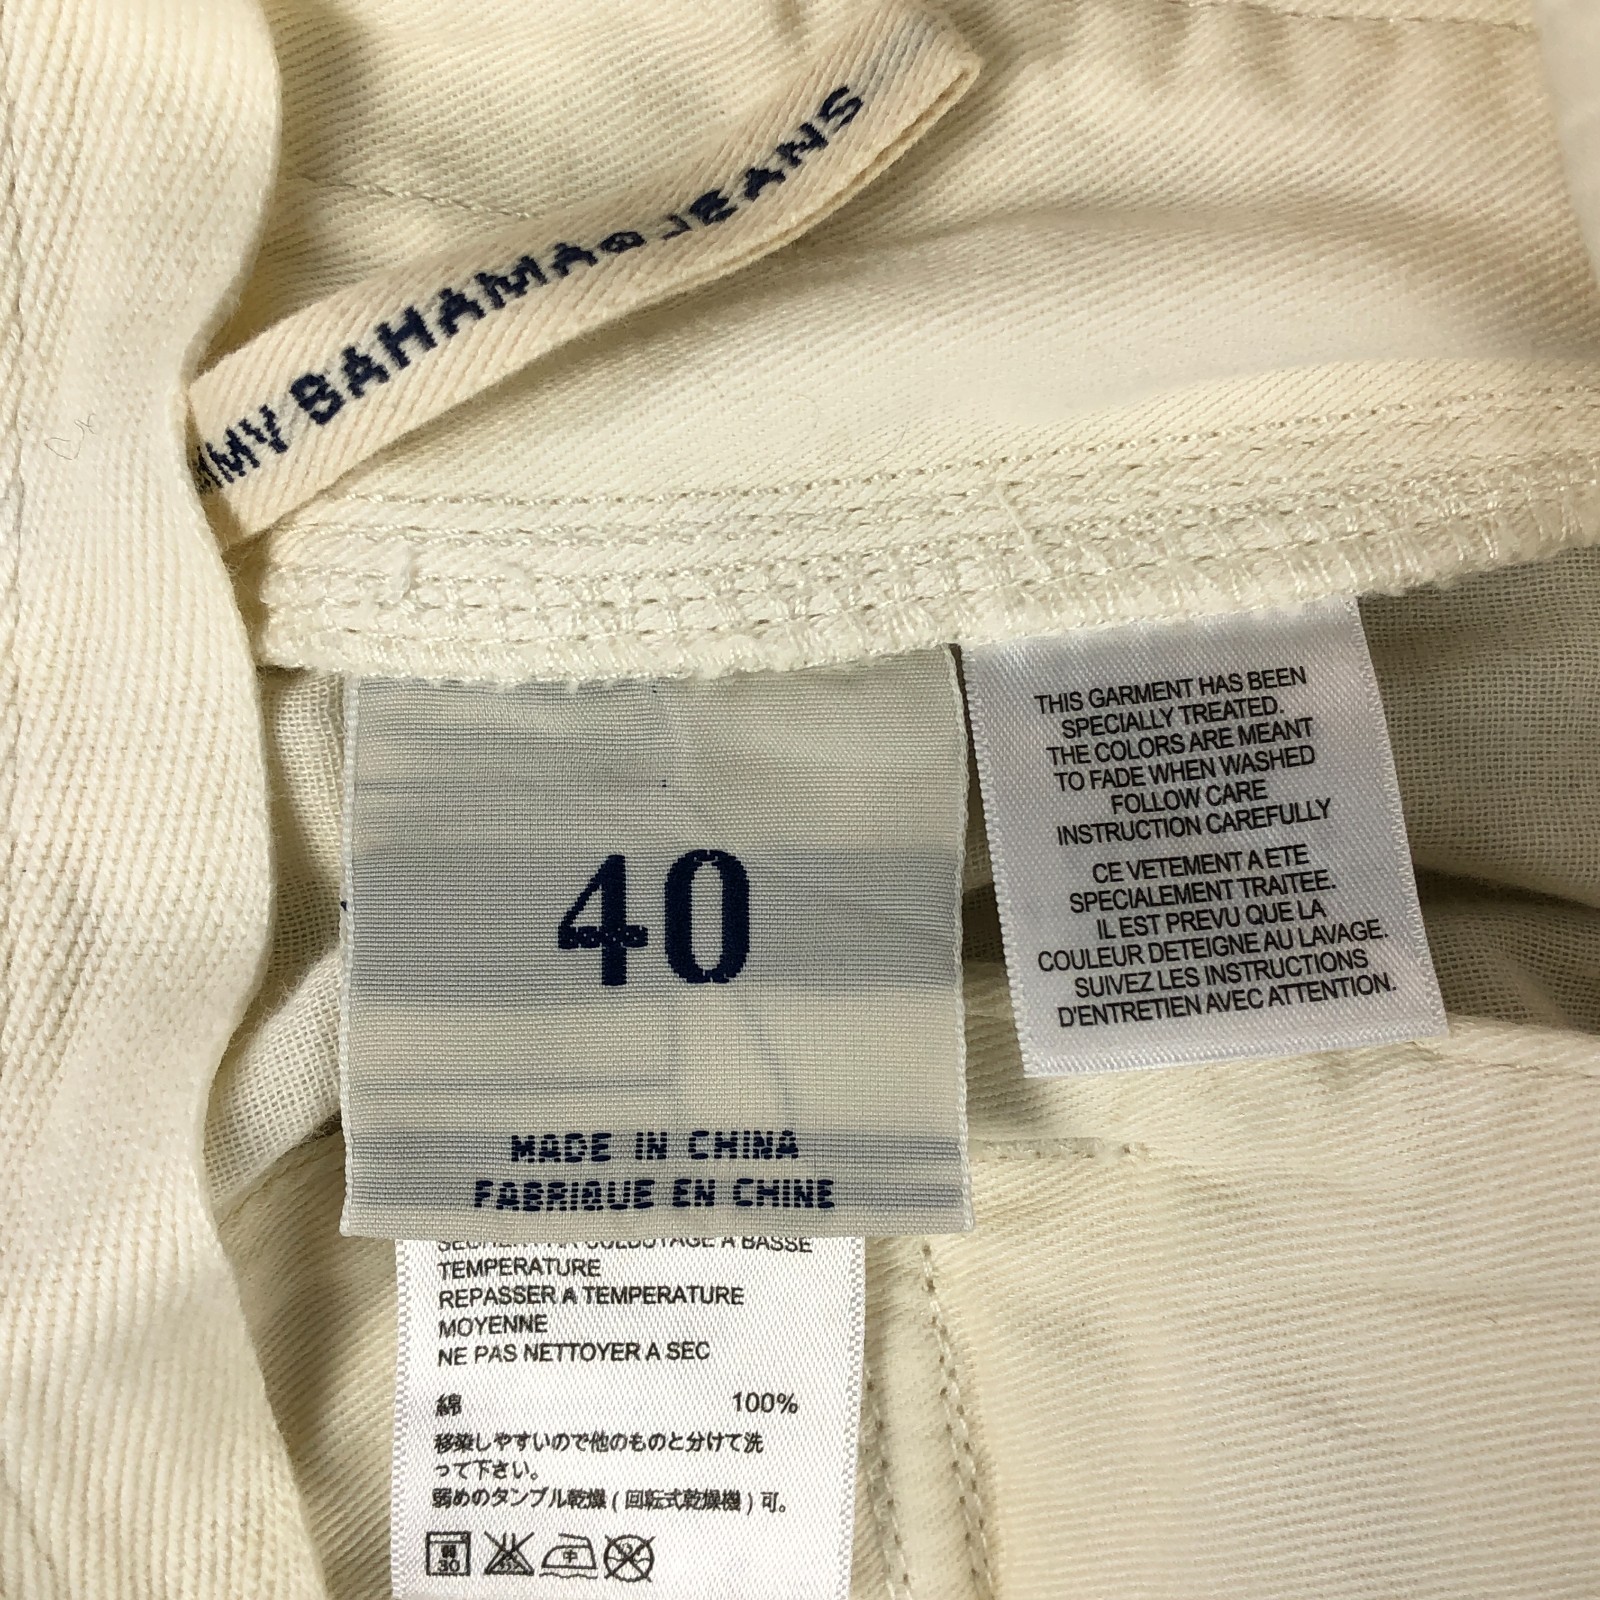 BAHAMA JEANS
40
MADE IN CHINA
FABRIQUE EN CHINE
THIS GARMENT HAS BEEN
SPECIALLY TREATED.
THE COLORS ARE MEANT
TO FADE WHEN WASHED
FOLLOW CARE
INSTRUCTION CAREFULLY
CE VETEMENT A ETE
SPECIALEMENT TRAITEE.
IL EST PREVU QUE LA
COULEUR DETEIGNE AU LAVAGE.
SUIVEZ LES INSTRUCTIONS
D'ENTRETIEN AVEC ATTENTION.
A BASSE
TEMPERATURE
REPASSER A TEMPERATURE
MOYENNE
NE PAS NETTOYER A SEC
綿 100%
移染しやすいので他のものと分けて洗
って下さい。
弱めのタンブル乾燥(回転式乾燥機)可。
30 中